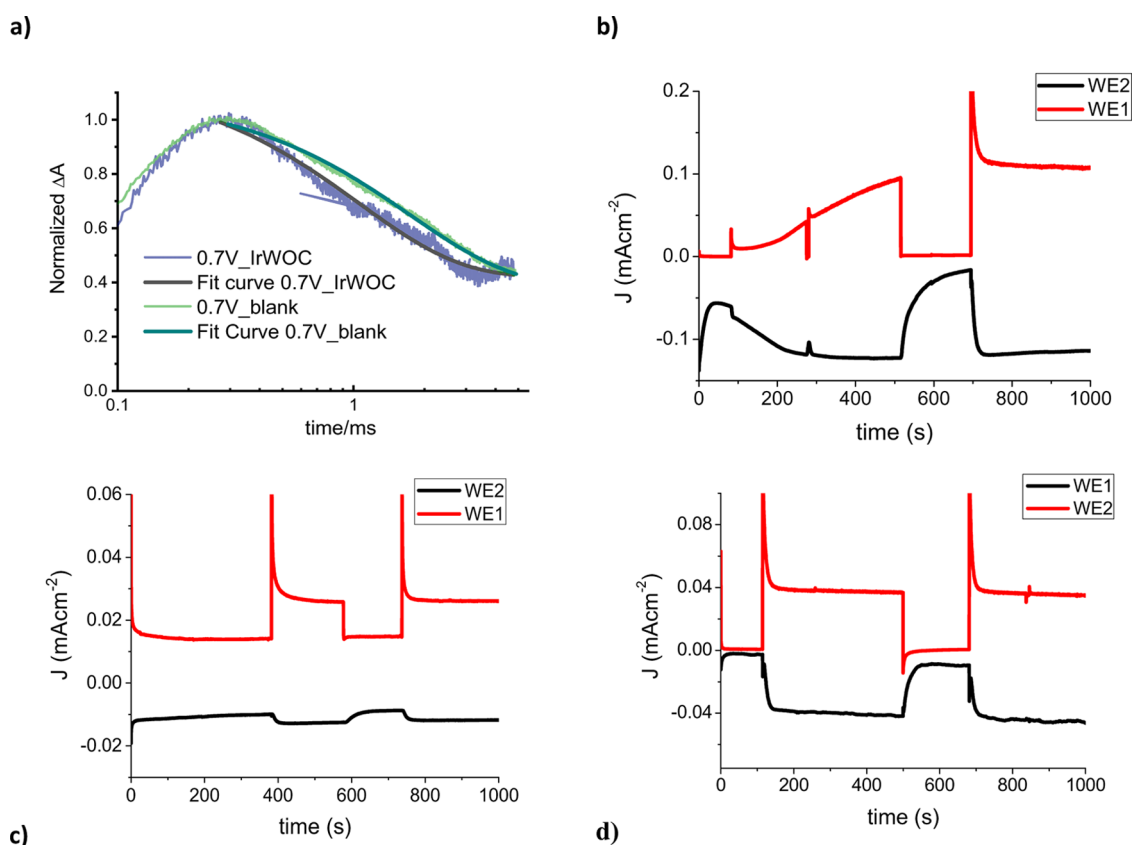 a)
Normalized ΔA
1.0
0.8
0.6
0.4
0.2
0.0
0.1
1
time/ms
0.7V_IrWOC
Fit curve 0.7V_IrWOC
0.7V_blank
Fit Curve 0.7V_blank
b)
J (mAcm⁻²)
0.2
0.1
0.0
-0.1
0 200 400 600 800 1000
time (s)
WE2
WE1
c)
J (mAcm⁻²)
0.06
0.04
0.02
0.00
-0.02
0 200 400 600 800 1000
time (s)
WE2
WE1
d)
J (mAcm⁻²)
0.08
0.04
0.00
-0.04
0 200 400 600 800 1000
time (s)
WE1
WE2